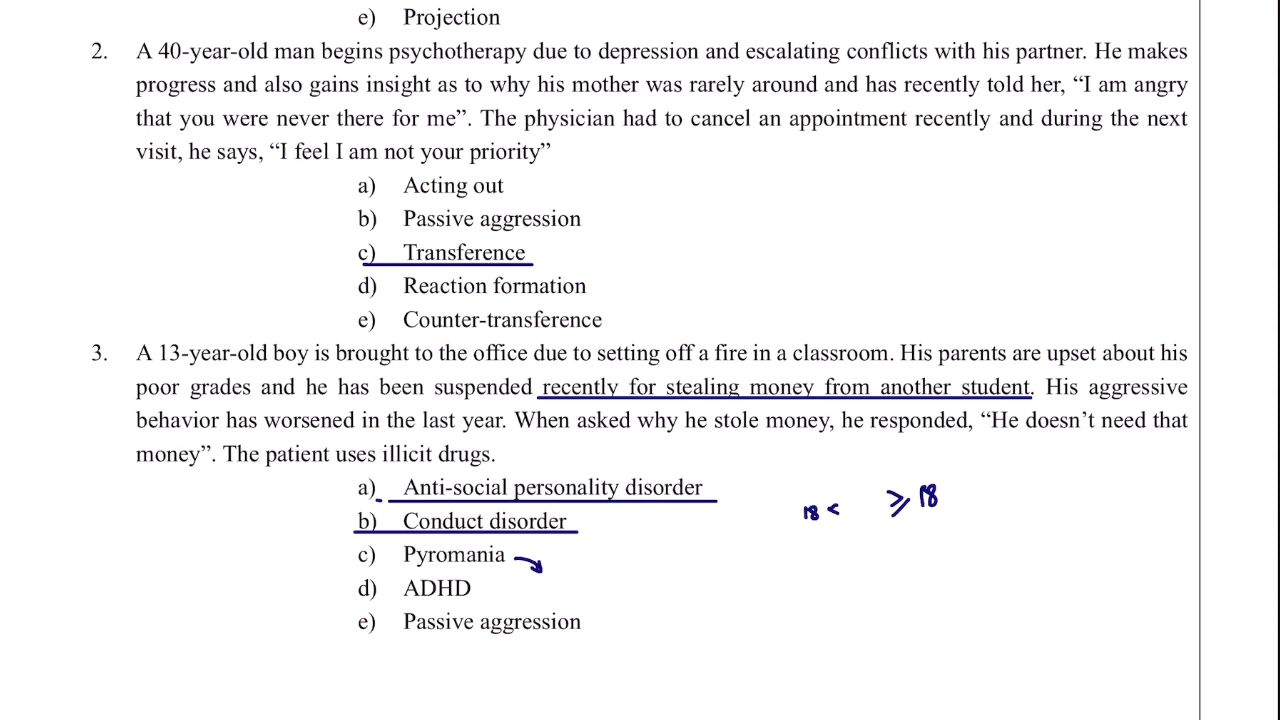 e) Projection
2. A 40-year-old man begins psychotherapy due to depression and escalating conflicts with his partner. He makes
progress and also gains insight as to why his mother was rarely around and has recently told her, “I am angry
that you were never there for me”. The physician had to cancel an appointment recently and during the next
visit, he says, “I feel I am not your priority”
a) Acting out
b) Passive aggression
c) Transference
d) Reaction formation
e) Counter-transference
3. A 13-year-old boy is brought to the office due to setting off a fire in a classroom. His parents are upset about his
poor grades and he has been suspended recently for stealing money from another student. His aggressive
behavior has worsened in the last year. When asked why he stole money, he responded, “He doesn’t need that
money”. The patient uses illicit drugs.
a) Anti-social personality disorder
18 < ≥ 18
b) Conduct disorder
c) Pyromania
d) ADHD
e) Passive aggression